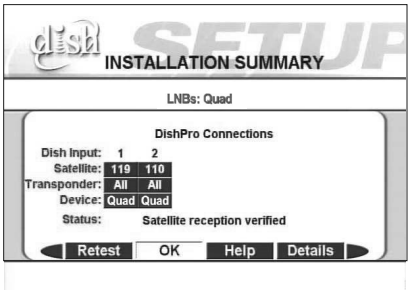 dish
SETUP
INSTALLATION SUMMARY
LNBs: Quad
DishPro Connections
Dish Input: 1 2
Satellite: 119 110
Transponder: All All
Device: Quad Quad
Status: Satellite reception verified
Retest OK Help Details